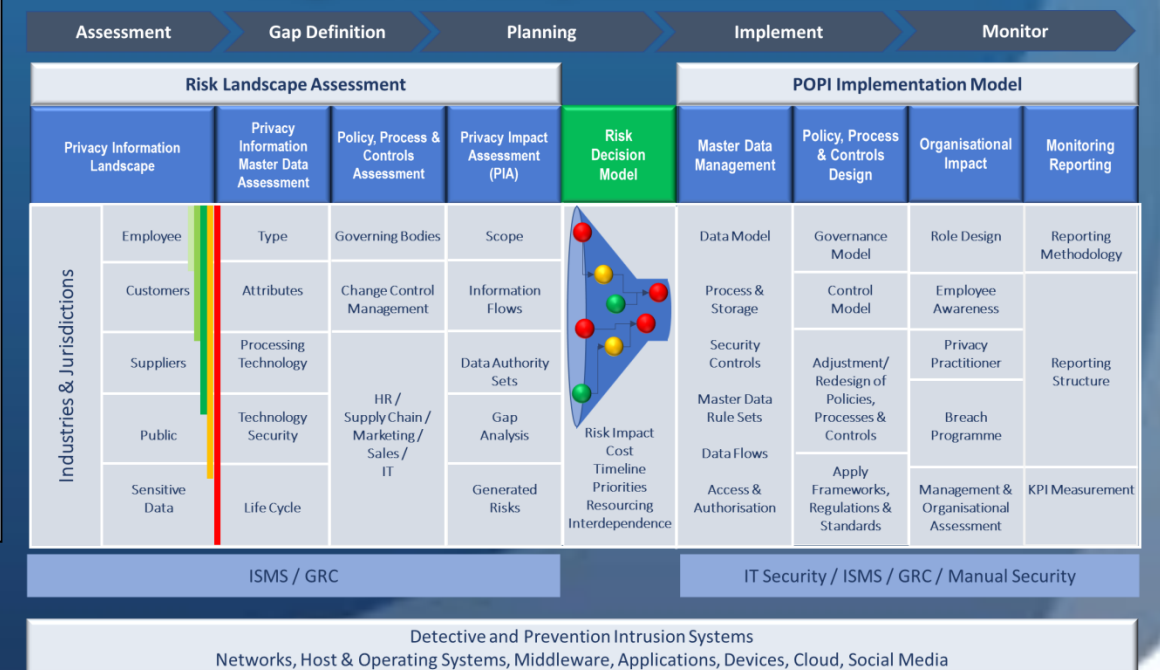 Assessment
Gap Definition
Planning
Implement
Monitor
Risk Landscape Assessment
POPI Implementation Model
Privacy Information
Landscape
Privacy
Information
Master Data
Assessment
Policy, Process &
Controls
Assessment
Privacy Impact
Assessment
(PIA)
Risk
Decision
Model
Master Data
Management
Policy, Process
& Controls
Design
Organisational
Impact
Monitoring
Reporting
Industries & Jurisdictions
Employee
Customers
Suppliers
Public
Sensitive
Data
Type
Attributes
Processing
Technology
Technology
Security
Life Cycle
Governing Bodies
Change Control
Management
HR /
Supply Chain /
Marketing /
Sales /
IT
Scope
Information
Flows
Data Authority
Sets
Gap
Analysis
Generated
Risks
Risk Impact
Cost
Timeline
Priorities
Resourcing
Interdependence
Data Model
Process &
Storage
Security
Controls
Master Data
Rule Sets
Data Flows
Access &
Authorisation
Governance
Model
Control
Model
Adjustment/
Redesign of
Policies,
Processes &
Controls
Apply
Frameworks,
Regulations &
Standards
Role Design
Employee
Awareness
Privacy
Practitioner
Breach
Programme
Management &
Organisational
Assessment
Reporting
Methodology
Reporting
Structure
KPI Measurement
ISMS / GRC
IT Security / ISMS / GRC / Manual Security
Detective and Prevention Intrusion Systems
Networks, Host & Operating Systems, Middleware, Applications, Devices, Cloud, Social Media